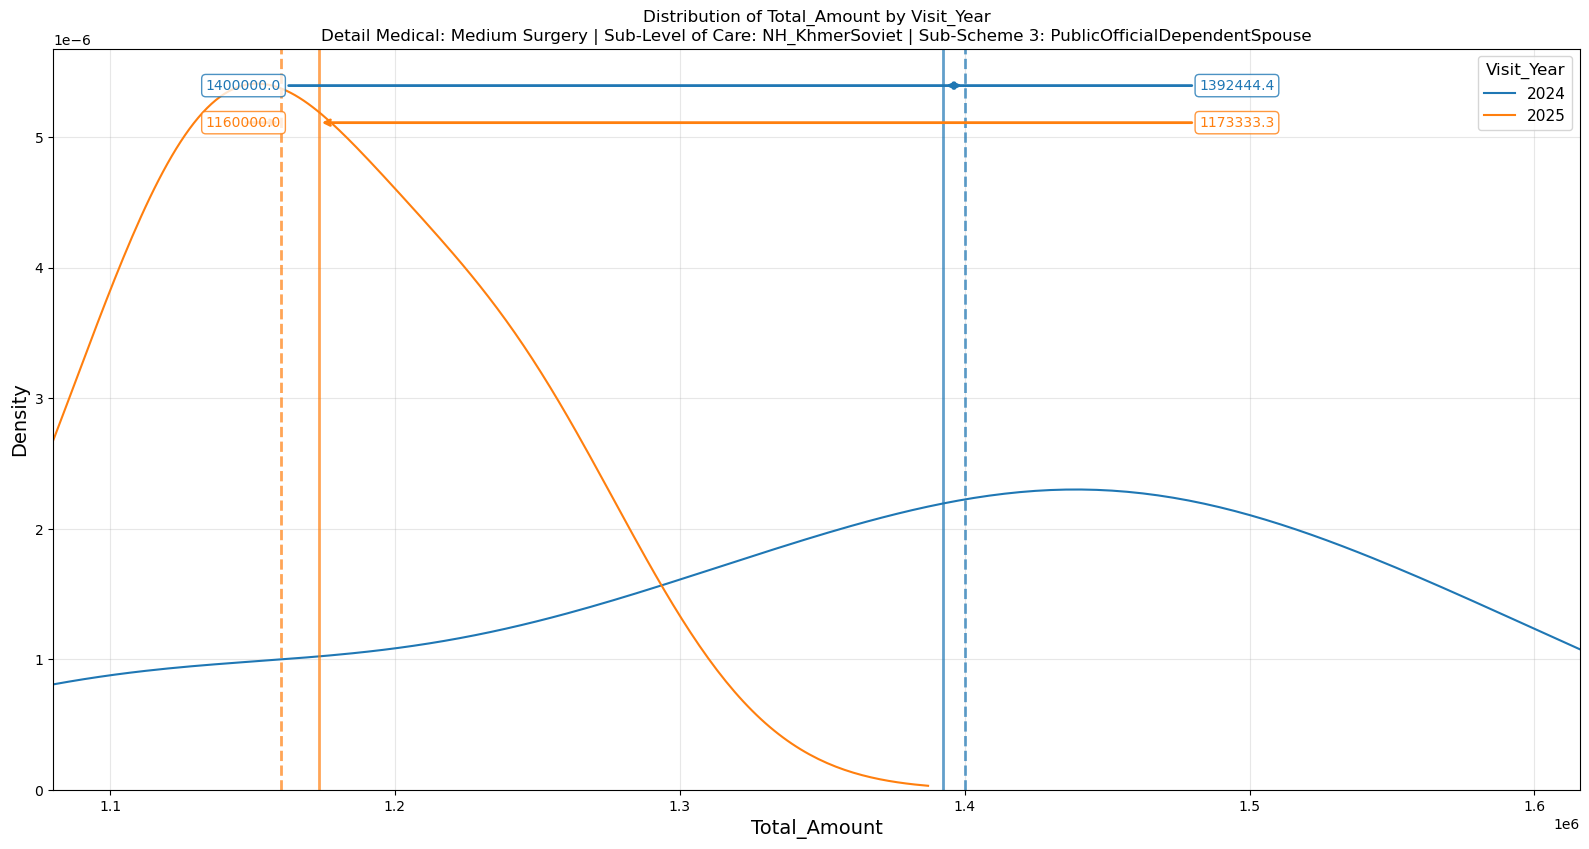 Distribution of Total_Amount by Visit_Year
Detail Medical: Medium Surgery | Sub-Level of Care: NH_KhmerSoviet | Sub-Scheme 3: PublicOfficialDependentSpouse
1e−6
Visit_Year
2024
2025
1400000.0
1392444.4
1160000.0
1173333.3
5
4
3
2
1
0
Density
1.1
1.2
1.3
1.4
1.5
1.6
1e6
Total_Amount